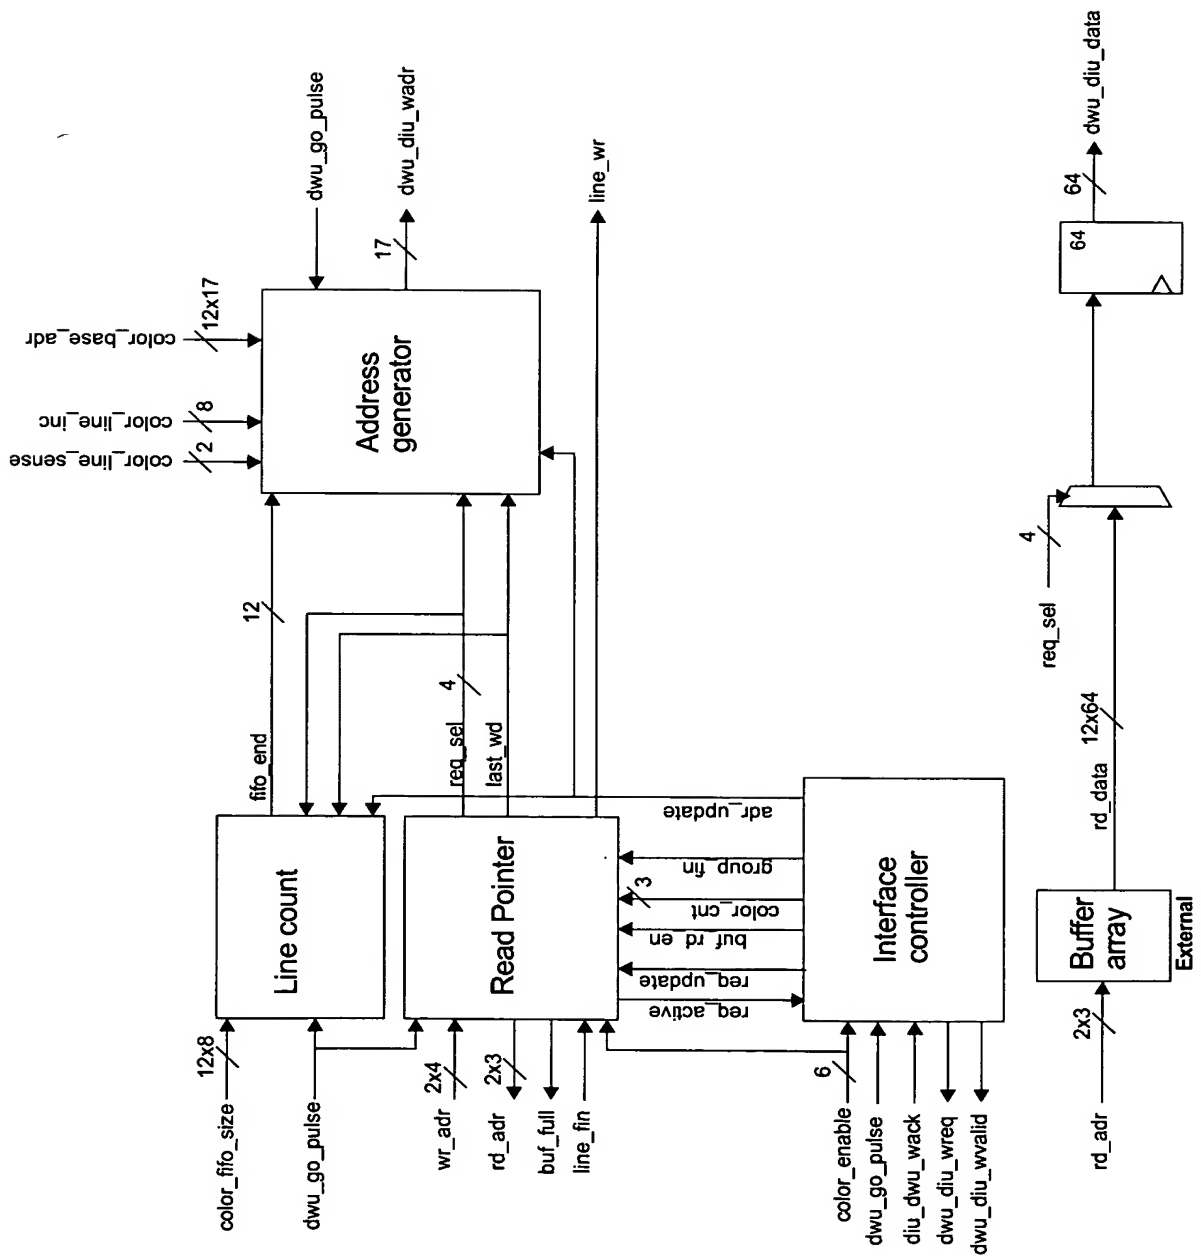 color_line_sense
2
color_line_inc
8
color_base_adr
12x17
dwu_go_pulse
Address
generator
17
dwu_diu_wadr
line_wr
fifo_end
12
req_sel
4
last_wd
color_fifo_size
12x8
dwu_go_pulse
Line count
wr_adr
2x4
rd_adr
2x3
buf_full
line_fin
Read Pointer
req_active
req_update
buf_rd_en
color_cnt
3
group_fin
adr_update
color_enable
6
dwu_go_pulse
diu_dwu_wack
dwu_diu_wreq
dwu_diu_wvalid
Interface
controller
rd_adr
2x3
Buffer
array
External
rd_data
12x64
req_sel
4
64
64
dwu_diu_data